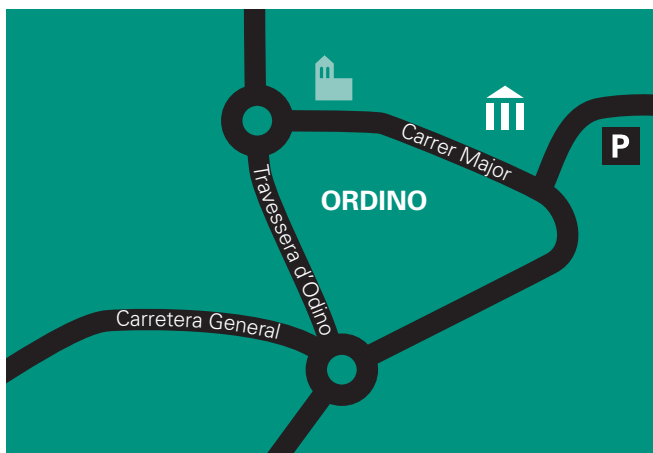 Carrer Major
P
ORDINO
Travessera d'Odino
Carretera General